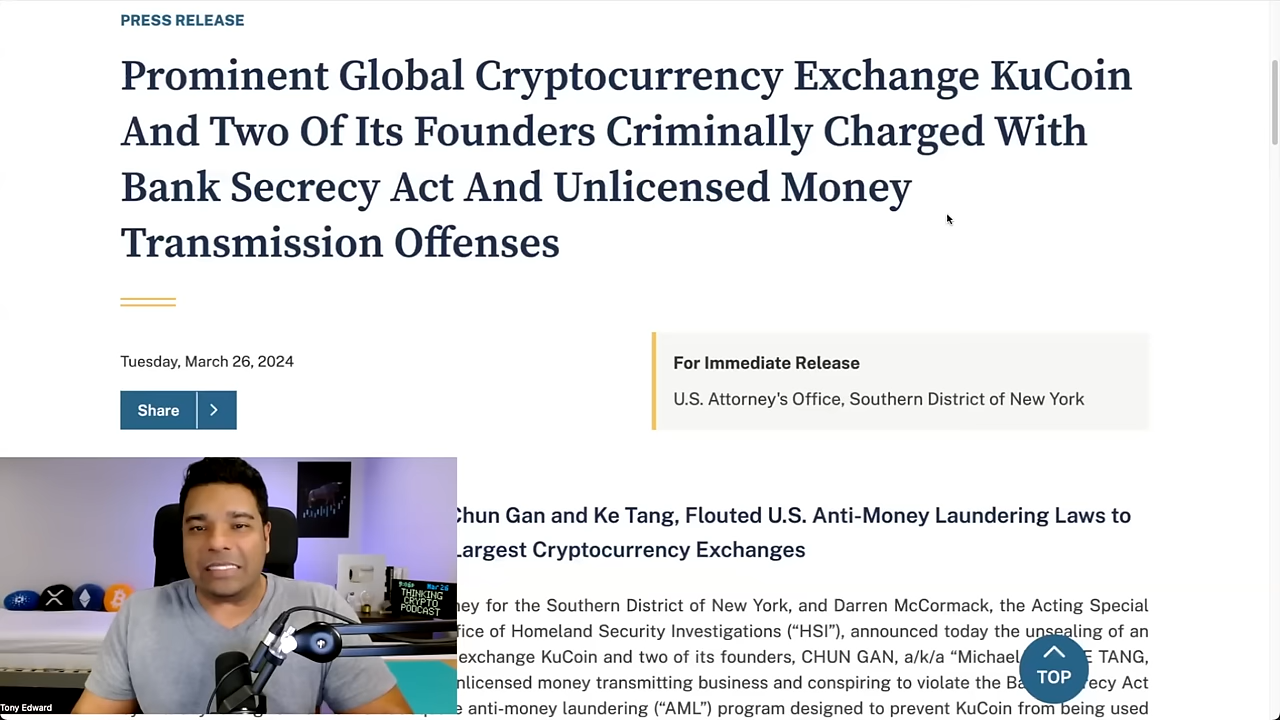 PRESS RELEASE
Prominent Global Cryptocurrency Exchange KuCoin
And Two Of Its Founders Criminally Charged With
Bank Secrecy Act And Unlicensed Money
Transmission Offenses
Tuesday, March 26, 2024
For Immediate Release
Share
U.S. Attorney's Office, Southern District of New York
Chun Gan and Ke Tang, Flouted U.S. Anti-Money Laundering Laws to
Largest Cryptocurrency Exchanges
for the Southern District of New York, and Darren McCormack, the Acting Special
of Homeland Security Investigations (“HSI”), announced today the unsealing of an
exchange KuCoin and two of its founders, CHUN GAN, a/k/a “Michael TANG,
money transmitting business and conspiring to violate the Act
anti-money laundering (“AML”) program designed to prevent KuCoin from being used
TOP
THINKING
CRYPTO
PODCAST
Tony Edward